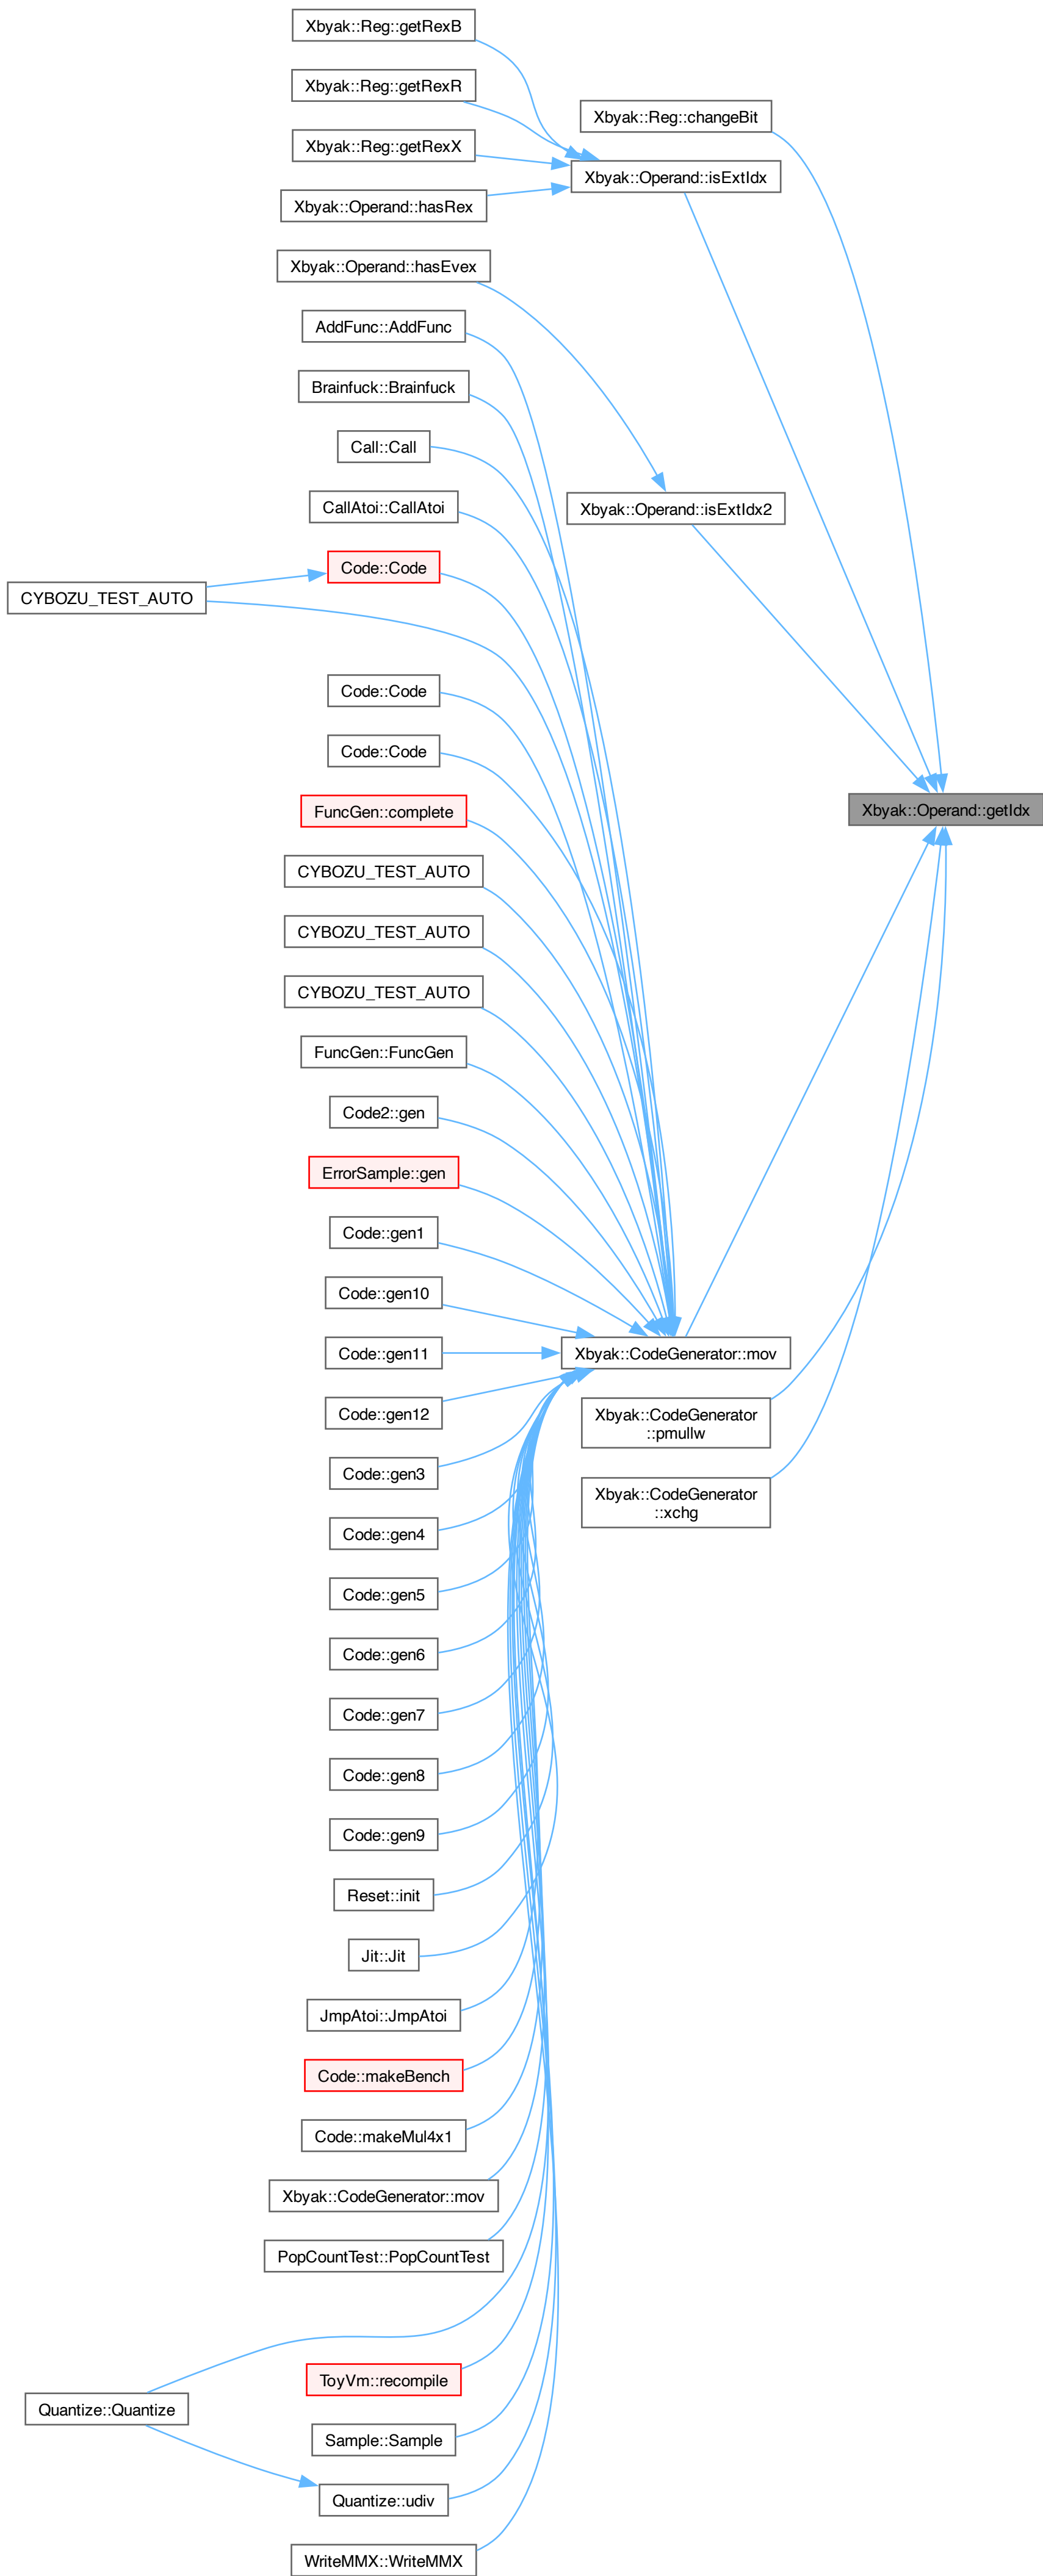 Xbyak::Reg::getRexB
Xbyak::Reg::getRexR
Xbyak::Reg::changeBit
Xbyak::Reg::getRexX
Xbyak::Operand::isExtIdx
Xbyak::Operand::hasRex
Xbyak::Operand::hasEvex
AddFunc::AddFunc
Brainfuck::Brainfuck
Call::Call
CallAtoi::CallAtoi
Xbyak::Operand::isExtIdx2
Code::Code
CYBOZU_TEST_AUTO
Code::Code
Code::Code
FuncGen::complete
Xbyak::Operand::getIdx
CYBOZU_TEST_AUTO
CYBOZU_TEST_AUTO
CYBOZU_TEST_AUTO
FuncGen::FuncGen
Code2::gen
ErrorSample::gen
Code::gen1
Code::gen10
Code::gen11
Xbyak::CodeGenerator::mov
Code::gen12
Xbyak::CodeGenerator
::pmullw
Code::gen3
Xbyak::CodeGenerator
::xchg
Code::gen4
Code::gen5
Code::gen6
Code::gen7
Code::gen8
Code::gen9
Reset::init
Jit::Jit
JmpAtoi::JmpAtoi
Code::makeBench
Code::makeMul4x1
Xbyak::CodeGenerator::mov
PopCountTest::PopCountTest
ToyVm::recompile
Quantize::Quantize
Sample::Sample
Quantize::udiv
WriteMMX::WriteMMX